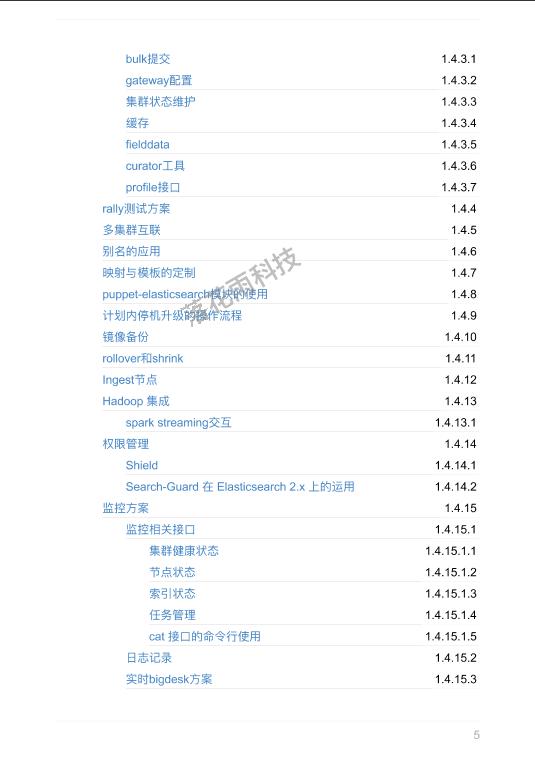 bulk提交 1.4.3.1
gateway配置 1.4.3.2
集群状态维护 1.4.3.3
缓存 1.4.3.4
fielddata 1.4.3.5
curator工具 1.4.3.6
profile接口 1.4.3.7
rally测试方案 1.4.4
多集群互联 1.4.5
别名的应用 1.4.6
映射与模板的定制 1.4.7
puppet-elasticsearch模块的使用 1.4.8
计划内停机升级的操作流程 1.4.9
镜像备份 1.4.10
rollover和shrink 1.4.11
Ingest节点 1.4.12
Hadoop 集成 1.4.13
spark streaming交互 1.4.13.1
权限管理 1.4.14
Shield 1.4.14.1
Search-Guard 在 Elasticsearch 2.x 上的运用 1.4.14.2
监控方案 1.4.15
监控相关接口 1.4.15.1
集群健康状态 1.4.15.1.1
节点状态 1.4.15.1.2
索引状态 1.4.15.1.3
任务管理 1.4.15.1.4
cat 接口的命令行使用 1.4.15.1.5
日志记录 1.4.15.2
实时bigdesk方案 1.4.15.3
落花雨科技
5